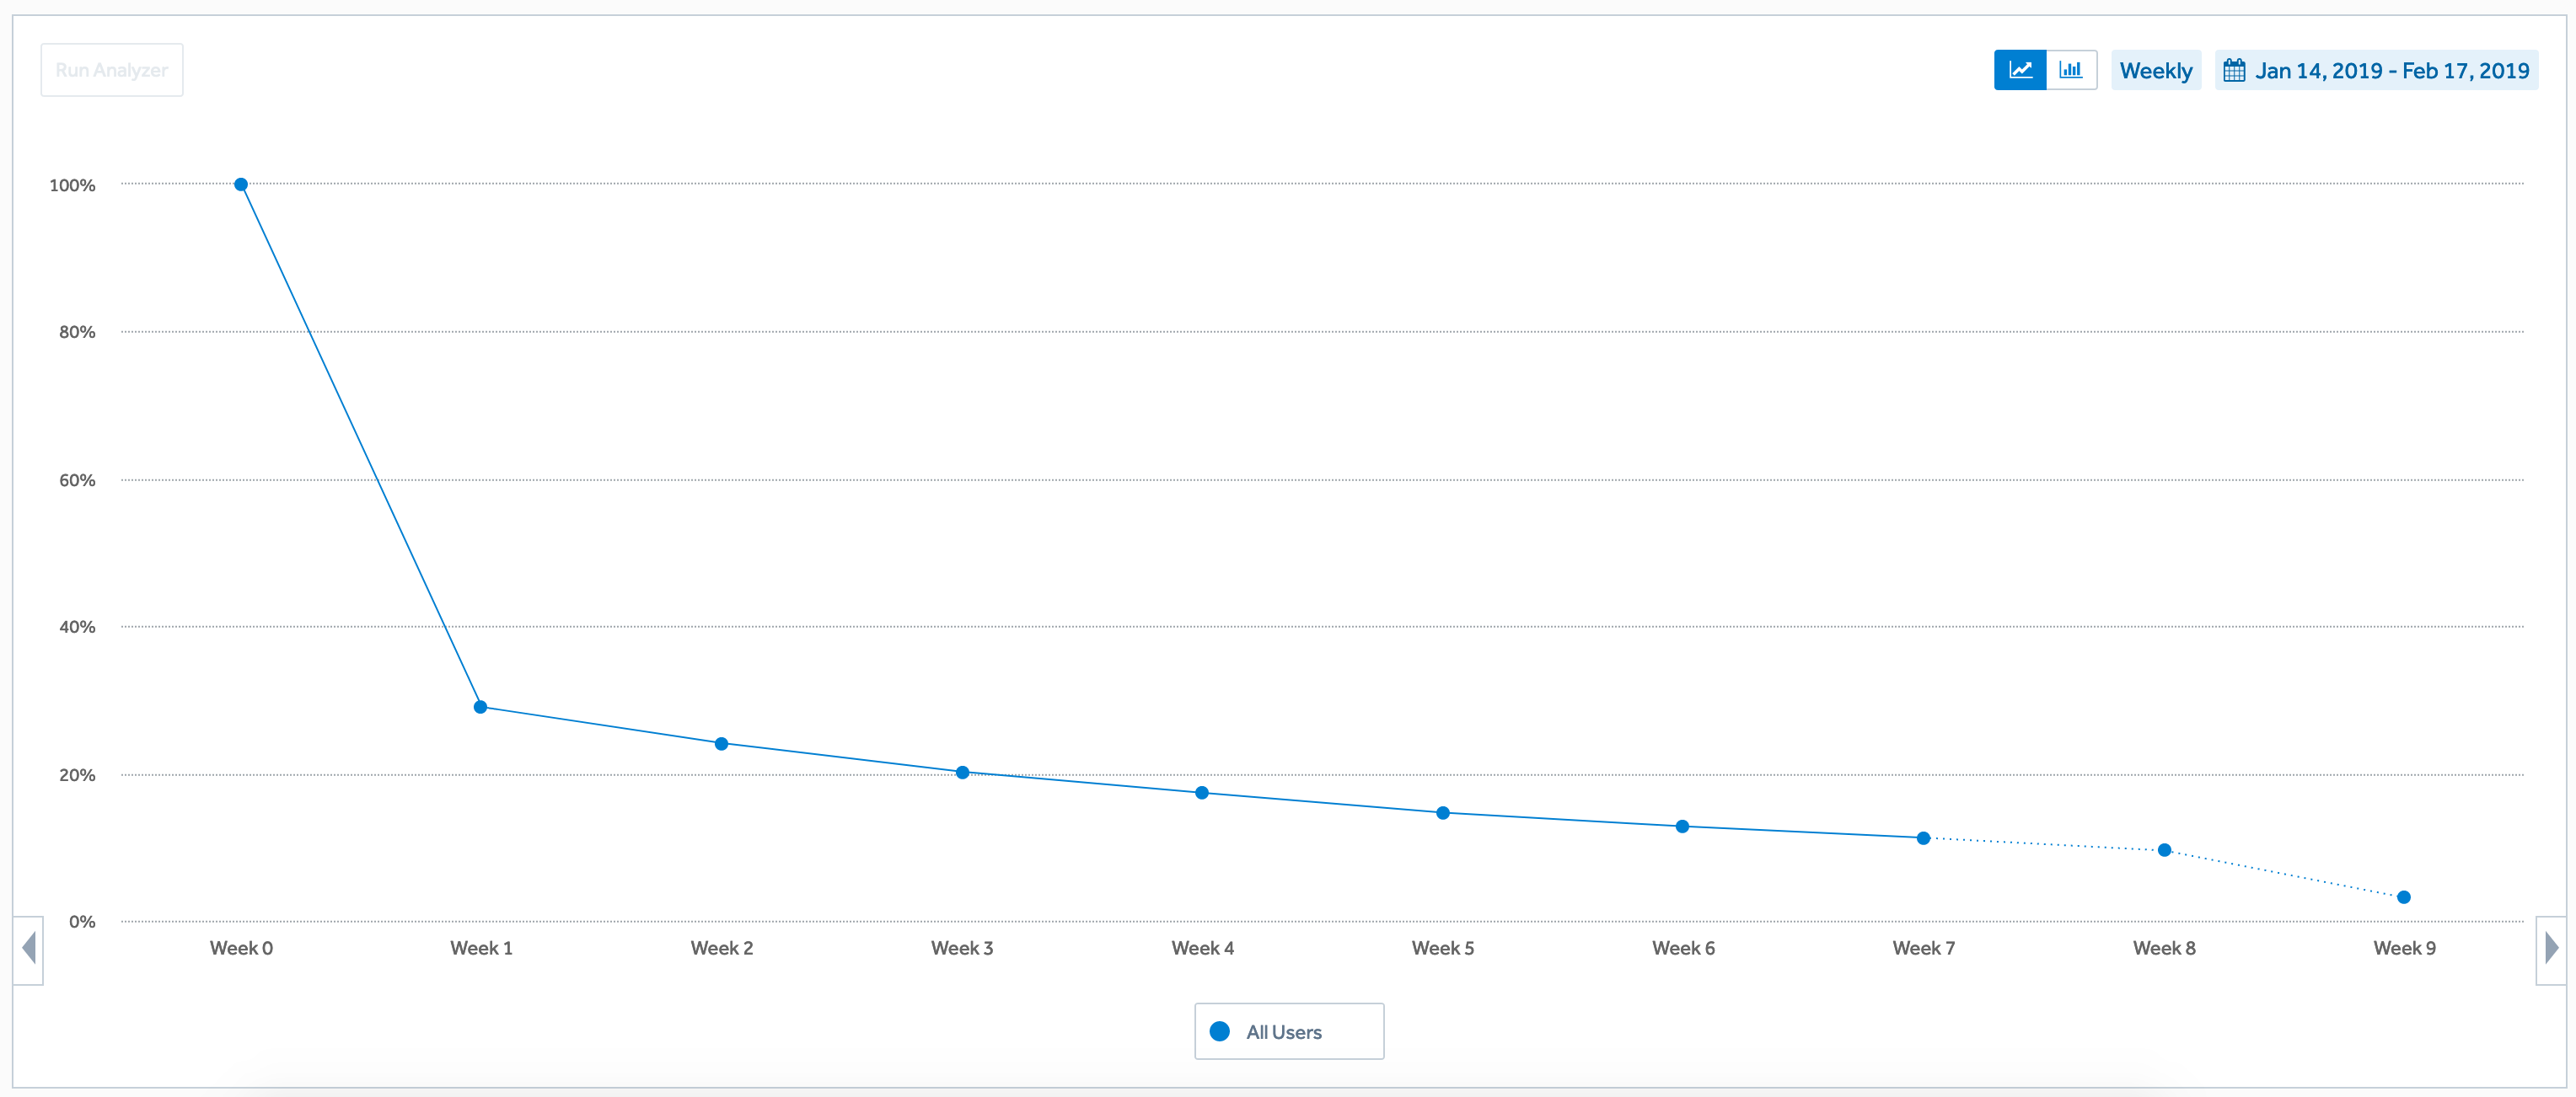 Run Analyzer
Weekly
Jan 14, 2019 - Feb 17, 2019
100%
80%
60%
40%
20%
0%
Week 0 Week 1 Week 2 Week 3 Week 4 Week 5 Week 6 Week 7 Week 8 Week 9
All Users